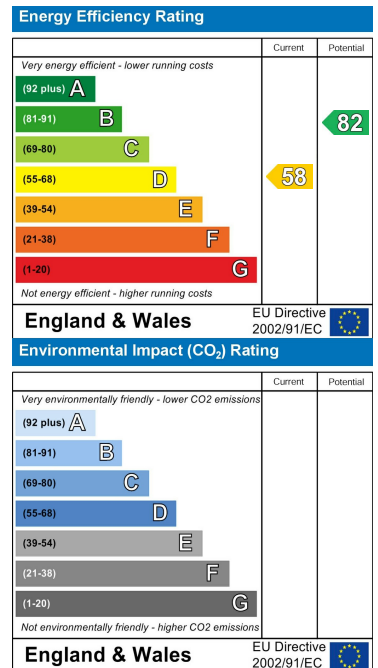 Energy Efficiency Rating
Current Potential
Very energy efficient - lower running costs
(92 plus) A
(81-91) B
82
(69-80) C
(55-68) D
58
(39-54) E
(21-38) F
(1-20) G
Not energy efficient - higher running costs
England & Wales
EU Directive
2002/91/EC
Environmental Impact (CO₂) Rating
Current Potential
Very environmentally friendly - lower CO2 emissions
(92 plus) A
(81-91) B
(69-80) C
(55-68) D
(39-54) E
(21-38) F
(1-20) G
Not environmentally friendly - higher CO2 emissions
England & Wales
EU Directive
2002/91/EC